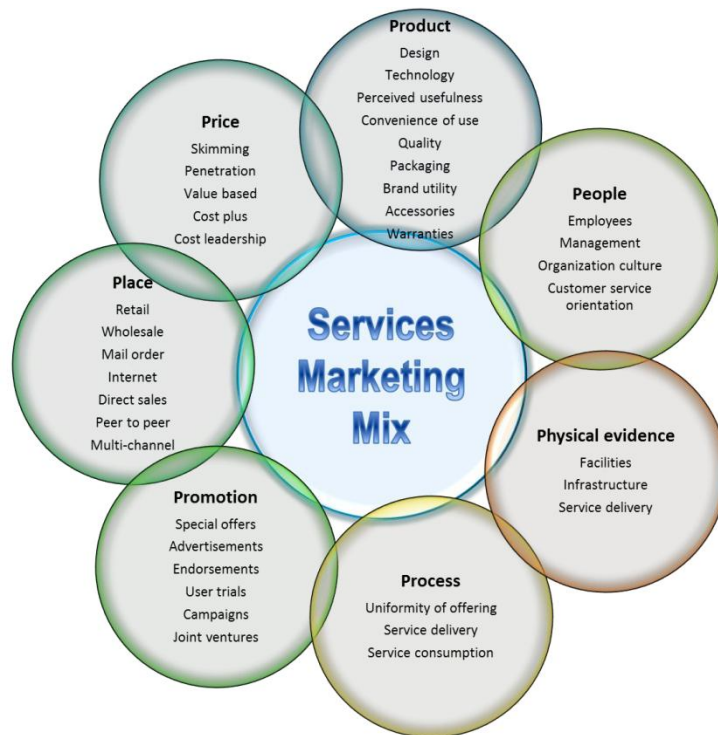 Product
Design
Technology
Perceived usefulness
Convenience of use
Quality
Packaging
Brand utility
Accessories
Warranties
Price
Skimming
Penetration
Value based
Cost plus
Cost leadership
People
Employees
Management
Organization culture
Customer service
orientation
Place
Retail
Wholesale
Mail order
Internet
Direct sales
Peer to peer
Multi-channel
Services
Marketing
Mix
Physical evidence
Facilities
Infrastructure
Service delivery
Promotion
Special offers
Advertisements
Endorsements
User trials
Campaigns
Joint ventures
Process
Uniformity of offering
Service delivery
Service consumption